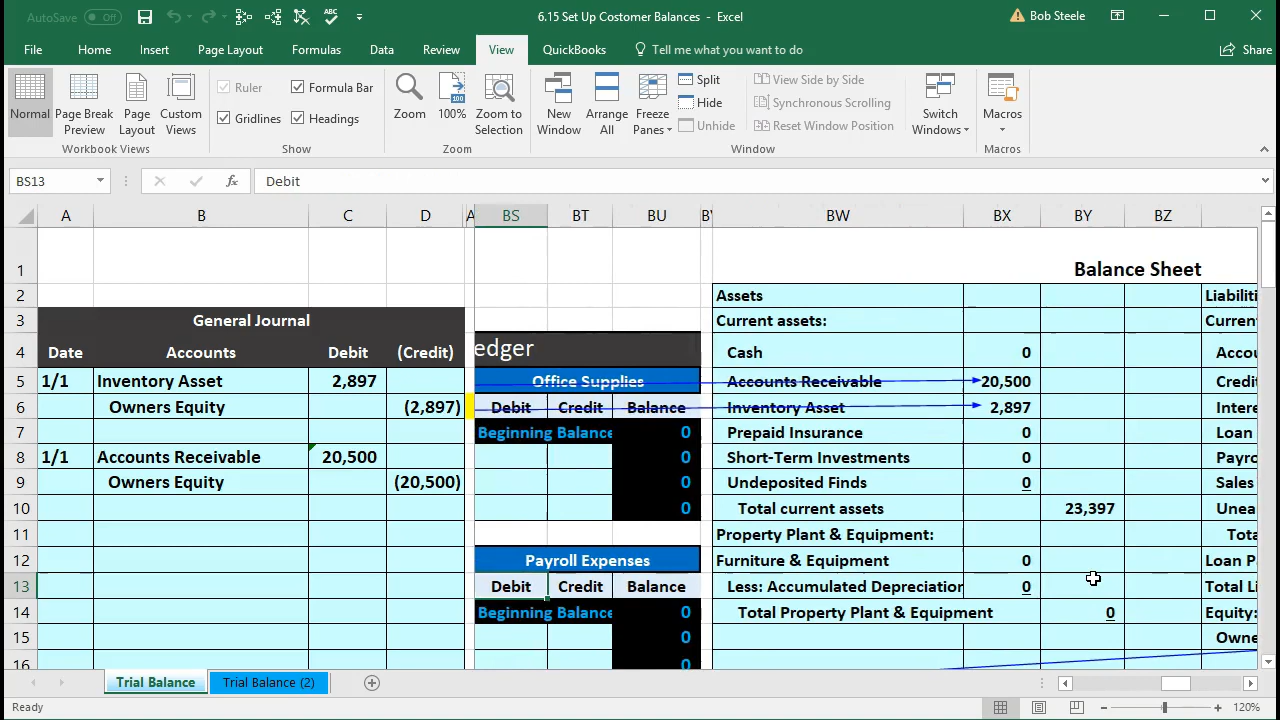 AutoSave Off 6.15 Set Up Costomer Balances - Excel Bob Steele
File Home Insert Page Layout Formulas Data Review View QuickBooks Tell me what you want to do Share
Normal Page Break Preview Page Layout Custom Views
Ruler Formula Bar
Gridlines Headings
Zoom 100% Zoom to Selection
New Window Arrange All Freeze Panes
Split
Hide
Unhide
View Side by Side
Synchronous Scrolling
Reset Window Position
Switch Windows Macros
Workbook Views Show Zoom Window Macros
BS13 Debit
A B C D A BS BT BU BV BW BX BY BZ
1 Balance Sheet
2 Assets Liabiliti
3 General Journal Current assets: Curren
4 Date Accounts Debit (Credit) edger Cash 0 Accou
5 1/1 Inventory Asset 2,897 Office Supplies Accounts Receivable 20,500 Credit
6 Owners Equity (2,897) Debit Credit Balance Inventory Asset 2,897 Intere
7 Beginning Balance 0 Prepaid Insurance 0 Loan
8 1/1 Accounts Receivable 20,500 0 Short-Term Investments 0 Payro
9 Owners Equity (20,500) 0 Undeposited Finds 0 Sales
10 0 Total current assets 23,397 Unea
11 Property Plant & Equipment: Tota
12 Payroll Expenses Furniture & Equipment 0 Loan P
13 Debit Credit Balance Less: Accumulated Depreciation 0 Total Li
14 Beginning Balance 0 Total Property Plant & Equipment 0 Equity:
15 0 Owne
16 0
Trial Balance Trial Balance (2)
Ready 120%